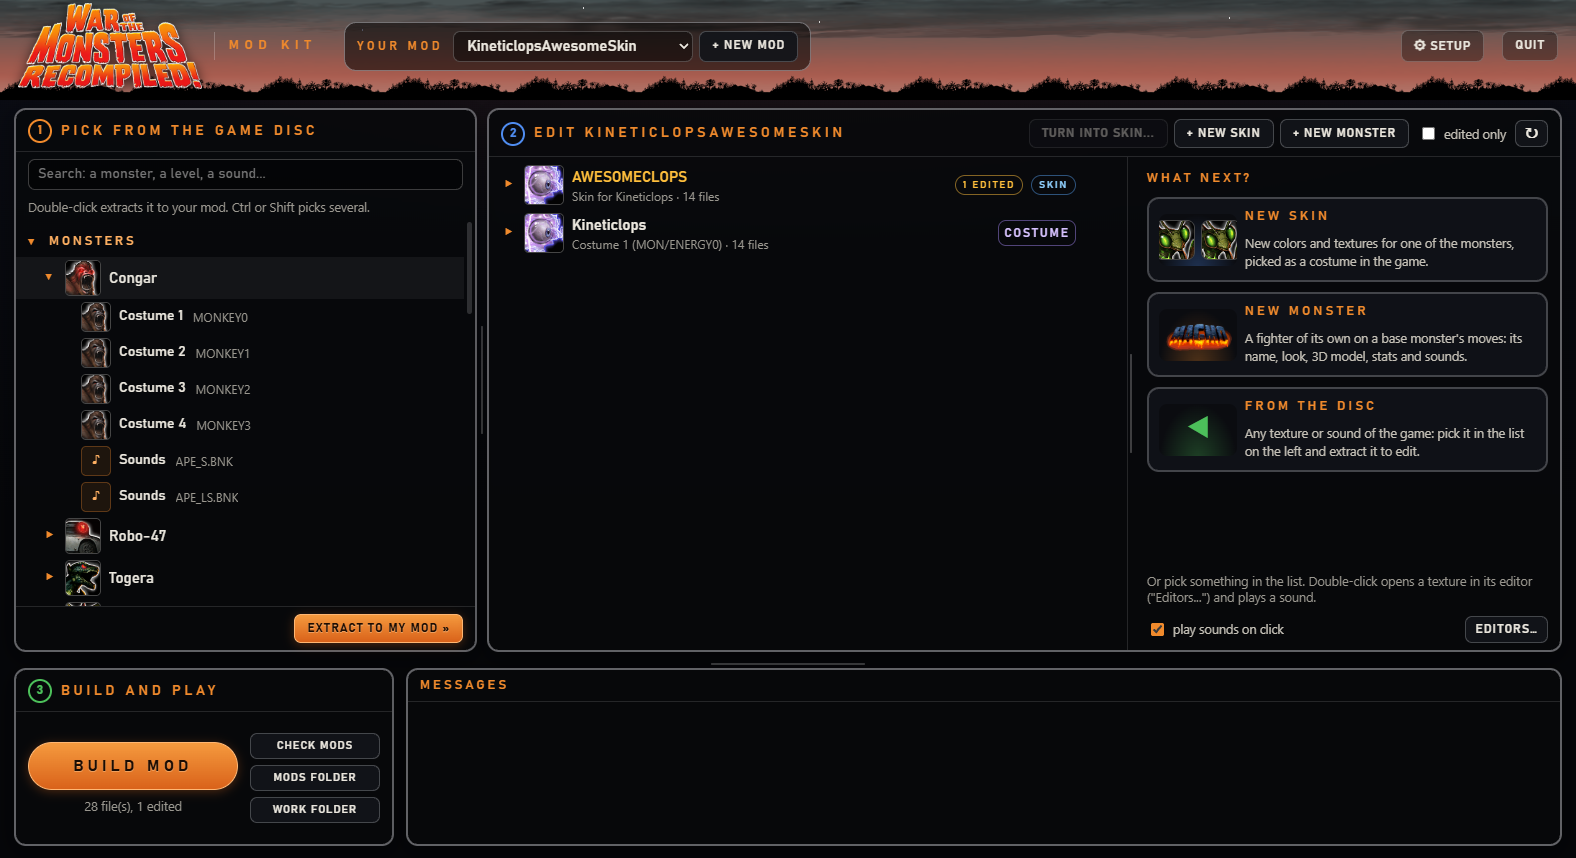 WAR OF THE MONSTERS RECOMPILED!
MOD KIT
YOUR MOD
KineticlopsAwesomeSkin
+ NEW MOD
⚙ SETUP
QUIT
1 PICK FROM THE GAME DISC
Search: a monster, a level, a sound...
Double-click extracts it to your mod. Ctrl or Shift picks several.
MONSTERS
Congar
Costume 1 MONKEY0
Costume 2 MONKEY1
Costume 3 MONKEY2
Costume 4 MONKEY3
Sounds APE_S.BNK
Sounds APE_LS.BNK
Robo-47
Togera
EXTRACT TO MY MOD »
2 EDIT KINETICLOPSAWESOMESKIN
TURN INTO SKIN...
+ NEW SKIN
+ NEW MONSTER
edited only
AWESOMECLOPS
Skin for Kineticlops · 14 files
1 EDITED
SKIN
Kineticlops
Costume 1 (MON/ENERGY0) · 14 files
COSTUME
WHAT NEXT?
NEW SKIN
New colors and textures for one of the monsters,
picked as a costume in the game.
NEW MONSTER
A fighter of its own on a base monster's moves: its
name, look, 3D model, stats and sounds.
FROM THE DISC
Any texture or sound of the game: pick it in the list
on the left and extract it to edit.
Or pick something in the list. Double-click opens a texture in its editor
("Editors...") and plays a sound.
play sounds on click
EDITORS...
3 BUILD AND PLAY
BUILD MOD
28 file(s), 1 edited
CHECK MODS
MODS FOLDER
WORK FOLDER
MESSAGES